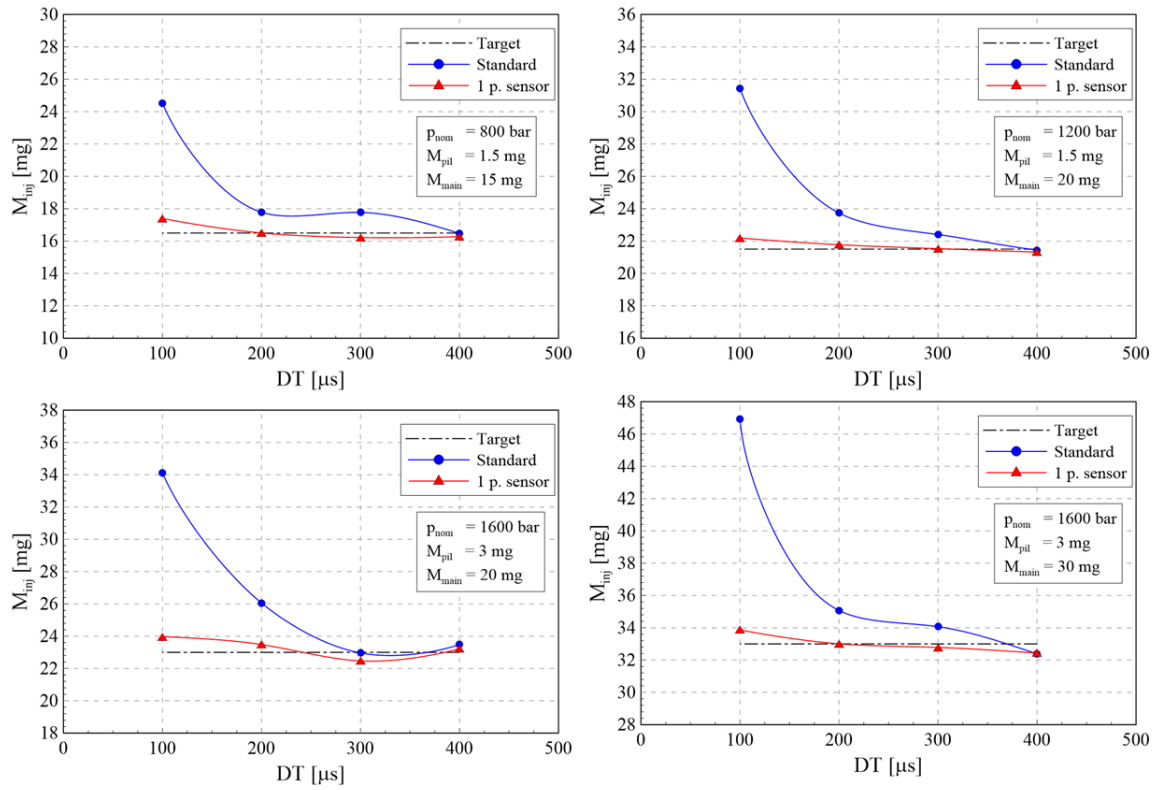 30
28
26
24
22
20
18
16
14
12
10
M_inj [mg]
0 100 200 300 400 500
DT [μs]
Target
Standard
1 p. sensor
p_nom = 800 bar
M_pil = 1.5 mg
M_main = 15 mg
36
34
32
30
28
26
24
22
20
18
16
M_inj [mg]
0 100 200 300 400 500
DT [μs]
Target
Standard
1 p. sensor
p_nom = 1200 bar
M_pil = 1.5 mg
M_main = 20 mg
38
36
34
32
30
28
26
24
22
20
18
M_inj [mg]
0 100 200 300 400 500
DT [μs]
Target
Standard
1 p. sensor
p_nom = 1600 bar
M_pil = 3 mg
M_main = 20 mg
48
46
44
42
40
38
36
34
32
30
28
M_inj [mg]
0 100 200 300 400 500
DT [μs]
Target
Standard
1 p. sensor
p_nom = 1600 bar
M_pil = 3 mg
M_main = 30 mg